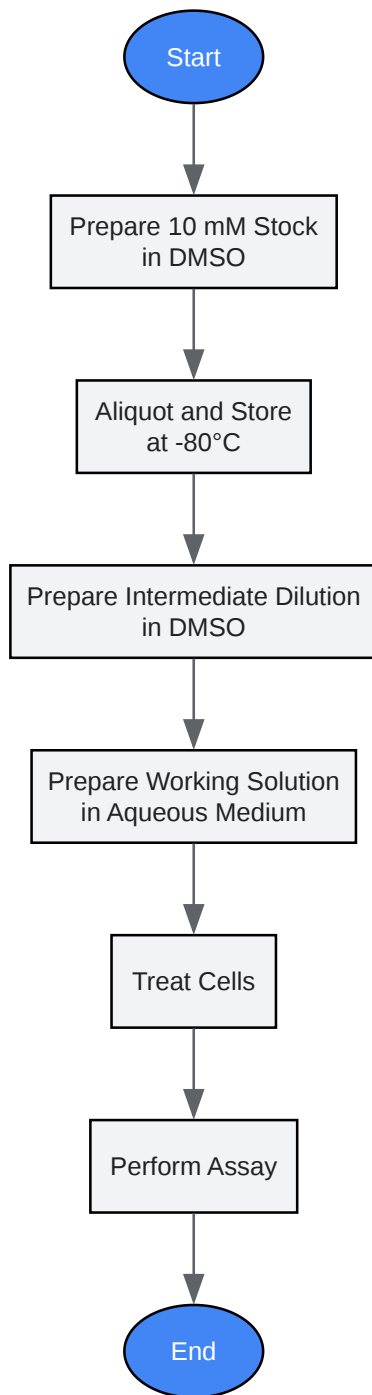 Start
Prepare 10 mM Stock
in DMSO
Aliquot and Store
at -80°C
Prepare Intermediate Dilution
in DMSO
Prepare Working Solution
in Aqueous Medium
Treat Cells
Perform Assay
End